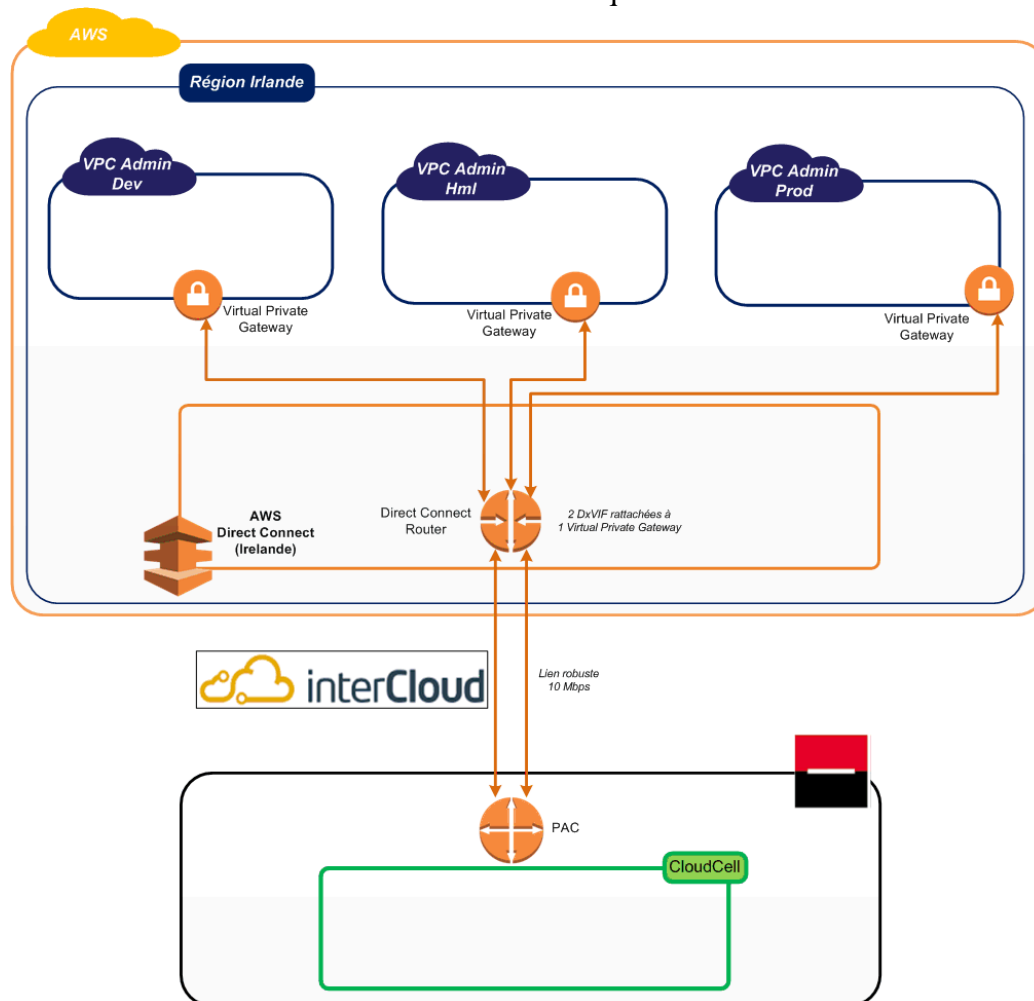 AWS
Région Irlande
VPC Admin
Dev
VPC Admin
Hml
VPC Admin
Prod
Virtual Private
Gateway
Virtual Private
Gateway
Virtual Private
Gateway
AWS
Direct Connect
(Irelande)
Direct Connect
Router
2 DxVIF rattachées à
1 Virtual Private Gateway
interCloud
Lien robuste
10 Mbps
PAC
CloudCell